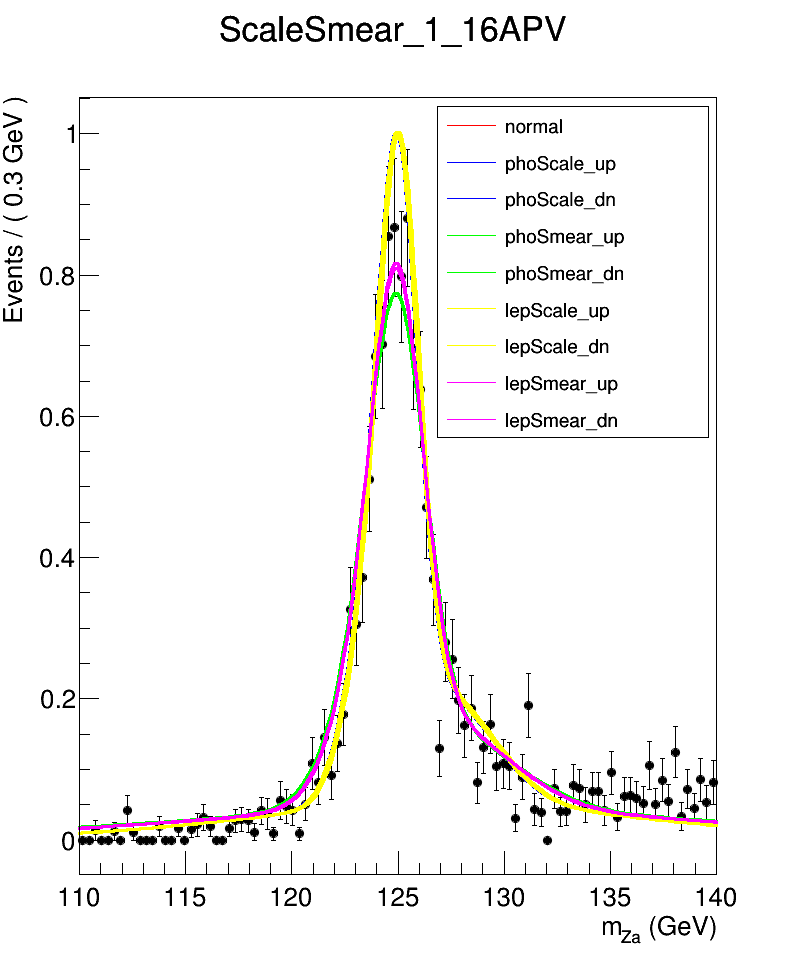 ScaleSmear_1_16APV
Events / ( 0.3 GeV )
1
0.8
0.6
0.4
0.2
0
normal
phoScale_up
phoScale_dn
phoSmear_up
phoSmear_dn
lepScale_up
lepScale_dn
lepSmear_up
lepSmear_dn
110 115 120 125 130 135 140
mZa (GeV)